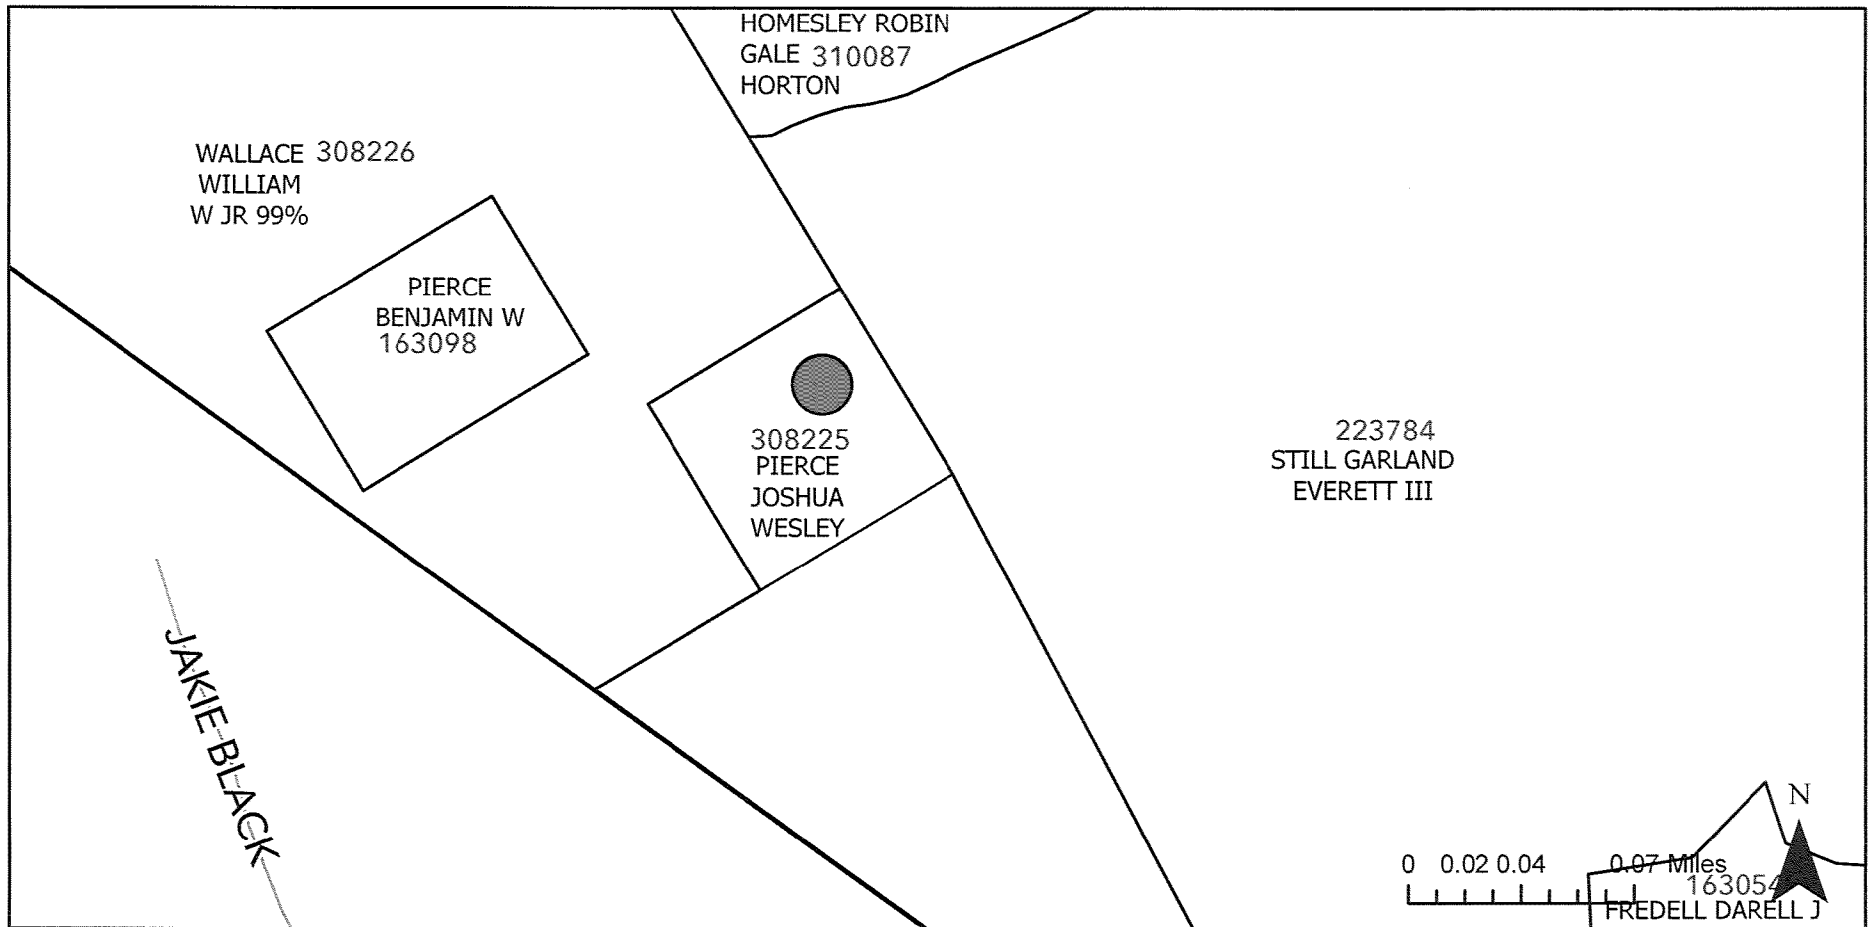 HOMESLEY ROBIN
GALE 310087
HORTON
WALLACE 308226
WILLIAM
W JR 99%
PIERCE
BENJAMIN W
163098
308225
PIERCE
JOSHUA
WESLEY
223784
STILL GARLAND
EVERETT III
JAKIE BLACK
N
0 0.02 0.04 0.07 Miles
163054
FREDELL DARELL J